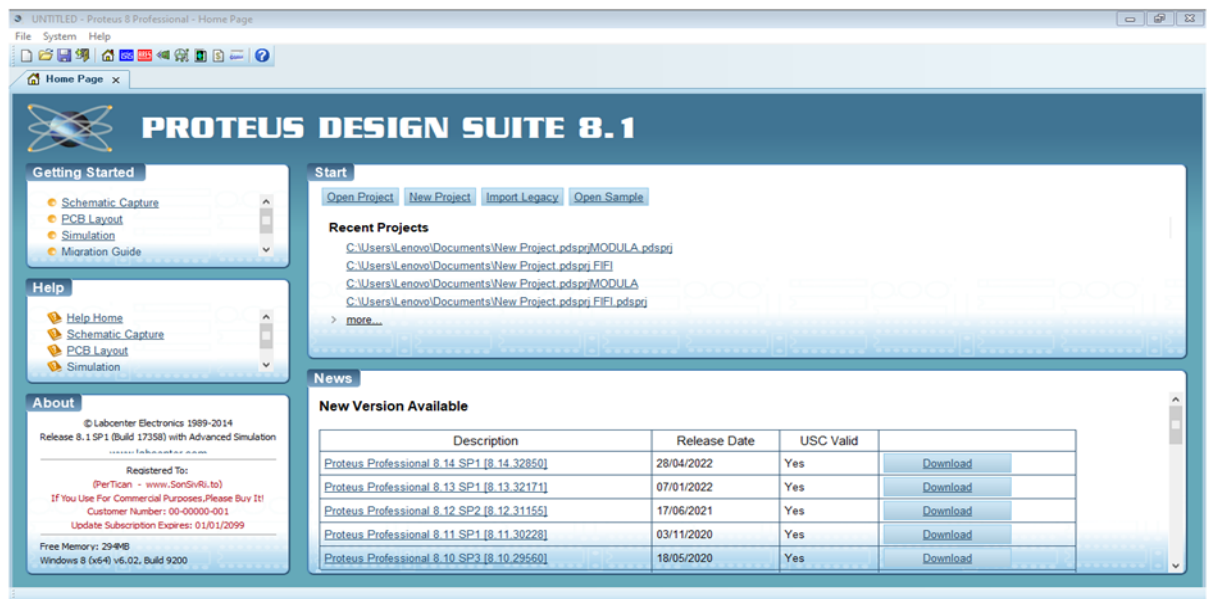 UNTITLED - Proteus 8 Professional - Home Page
File System Help
Home Page x
PROTEUS DESIGN SUITE 8.1
Getting Started
Schematic Capture
PCB Layout
Simulation
Migration Guide
Help
Help Home
Schematic Capture
PCB Layout
Simulation
About
© Labcenter Electronics 1989-2014
Release 8.1 SP1 (Build 17358) with Advanced Simulation
Registered To:
(PerTican - www.SonSivRi.to)
If You Use For Commercial Purposes,Please Buy It!
Customer Number: 00-00000-001
Update Subscription Expires: 01/01/2099
Free Memory: 294MB
Windows 8 (x64) v6.02, Build 9200
Start
Open Project New Project Import Legacy Open Sample
Recent Projects
C:\Users\Lenovo\Documents\New Project.pdsprjMODULA.pdsprj
C:\Users\Lenovo\Documents\New Project.pdsprj FIFI
C:\Users\Lenovo\Documents\New Project.pdsprjMODULA
C:\Users\Lenovo\Documents\New Project.pdsprj FIFI.pdsprj
more...
News
New Version Available
Description Release Date USC Valid
Proteus Professional 8.14 SP1 [8.14.32850] 28/04/2022 Yes Download
Proteus Professional 8.13 SP1 [8.13.32171] 07/01/2022 Yes Download
Proteus Professional 8.12 SP2 [8.12.31155] 17/06/2021 Yes Download
Proteus Professional 8.11 SP1 [8.11.30228] 03/11/2020 Yes Download
Proteus Professional 8.10 SP3 [8.10.29560] 18/05/2020 Yes Download